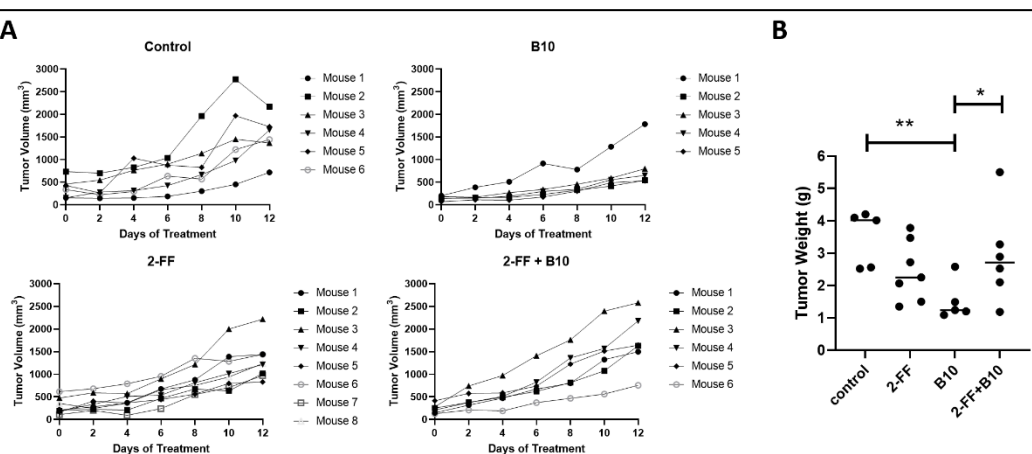 A
Control
Tumor Volume (mm³)
3000
2500
2000
1500
1000
500
0
0 2 4 6 8 10 12
Days of Treatment
Mouse 1
Mouse 2
Mouse 3
Mouse 4
Mouse 5
Mouse 6
B10
Tumor Volume (mm³)
3000
2500
2000
1500
1000
500
0
0 2 4 6 8 10 12
Days of Treatment
Mouse 1
Mouse 2
Mouse 3
Mouse 4
Mouse 5
2-FF
Tumor Volume (mm³)
3000
2500
2000
1500
1000
500
0
0 2 4 6 8 10 12
Days of Treatment
Mouse 1
Mouse 2
Mouse 3
Mouse 4
Mouse 5
Mouse 6
Mouse 7
Mouse 8
2-FF + B10
Tumor Volume (mm³)
3000
2500
2000
1500
1000
500
0
0 2 4 6 8 10 12
Days of Treatment
Mouse 1
Mouse 2
Mouse 3
Mouse 4
Mouse 5
Mouse 6
B
*
**
Tumor Weight (g)
6
5
4
3
2
1
0
control
2-FF
B10
2-FF+B10